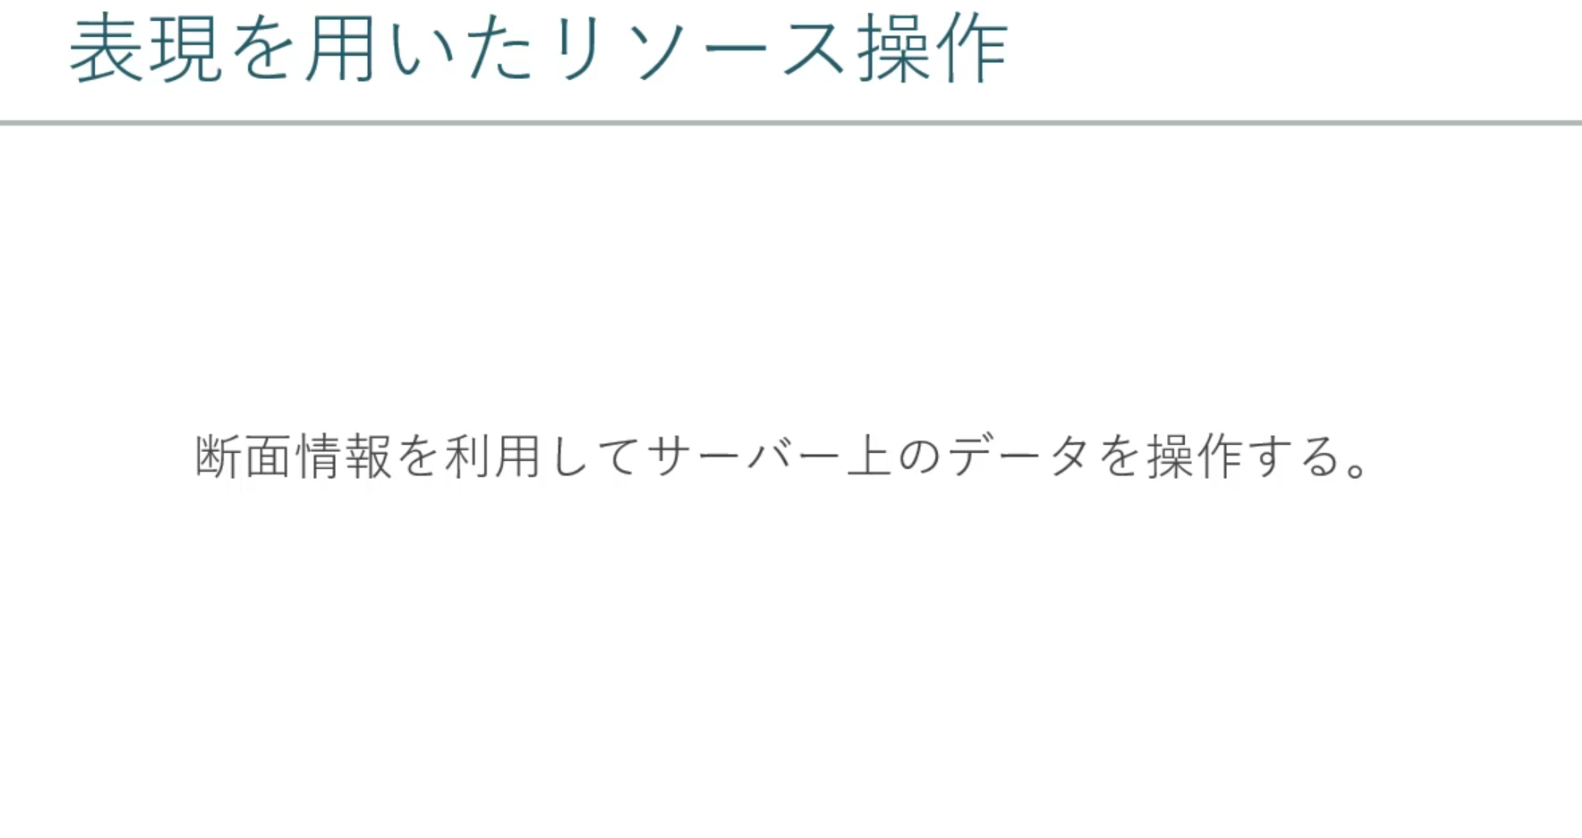 表現を用いたリソース操作
断面情報を利用してサーバー上のデータを操作する。